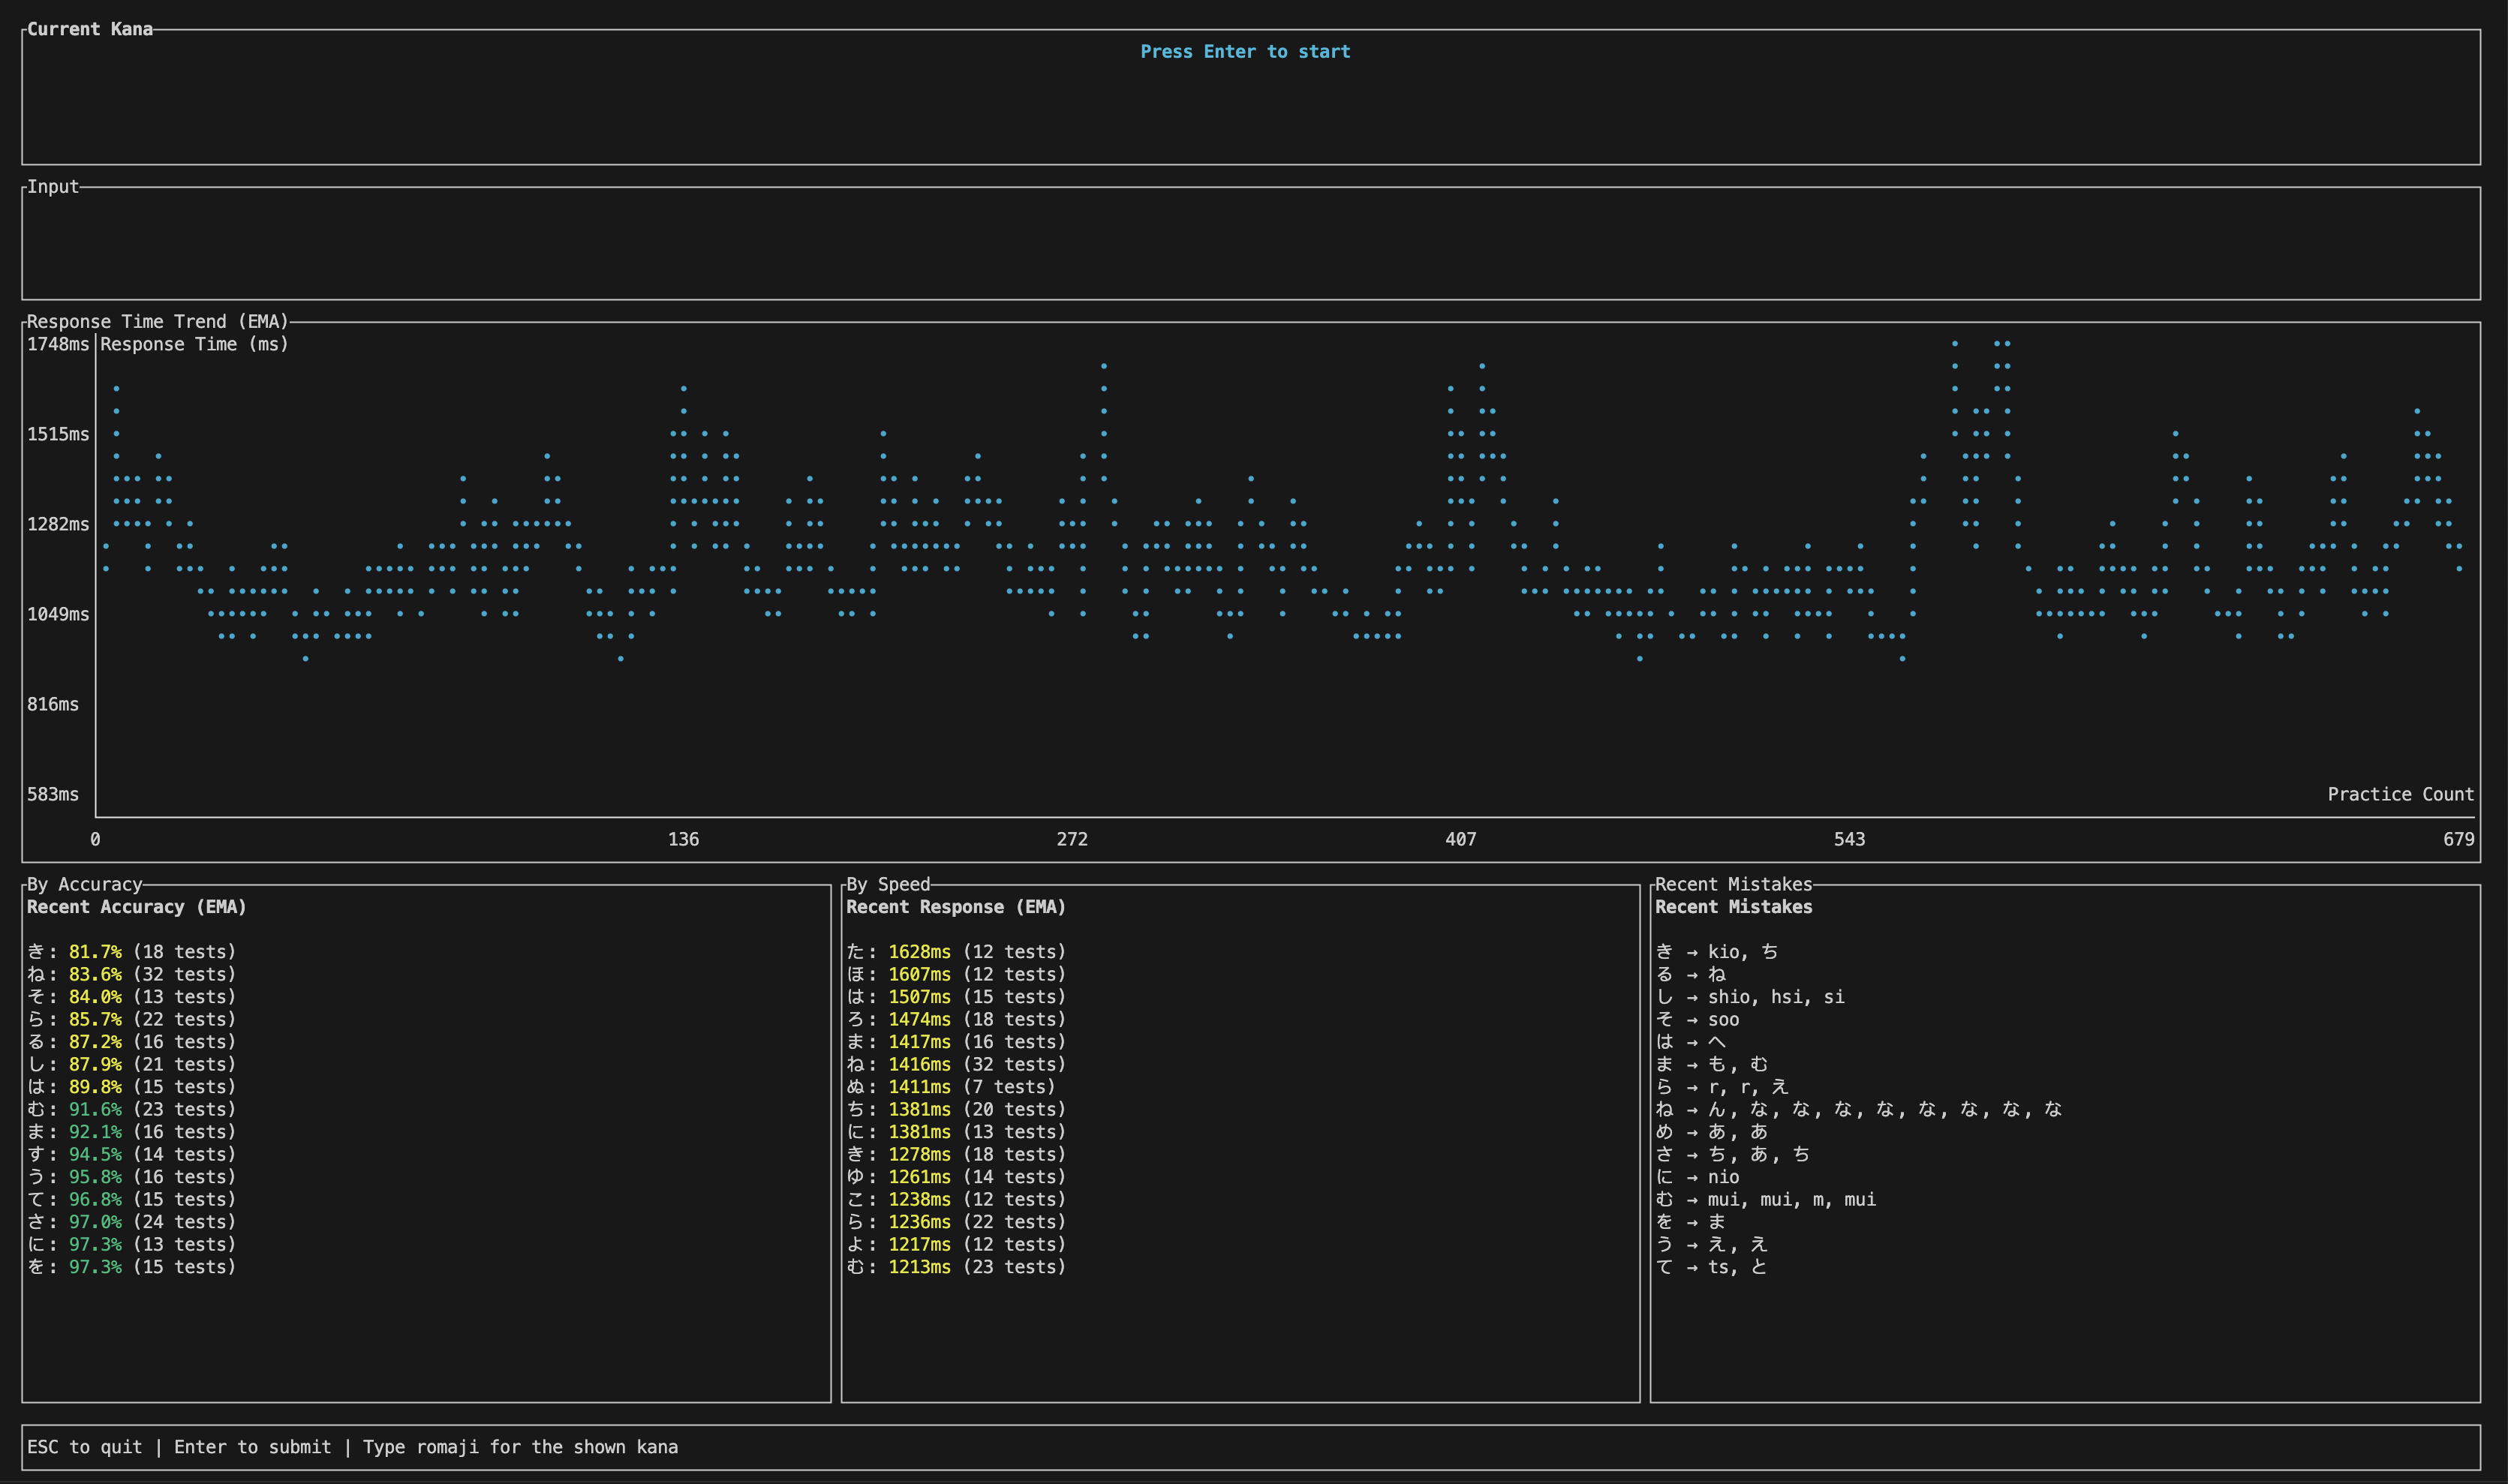 Current Kana
Press Enter to start
Input
Response Time Trend (EMA)
1748ms Response Time (ms)
1515ms
1282ms
1049ms
816ms
583ms Practice Count
0 136 272 407 543 679
By Accuracy
Recent Accuracy (EMA)
き: 81.7% (18 tests)
ね: 83.6% (32 tests)
そ: 84.0% (13 tests)
ら: 85.7% (22 tests)
る: 87.2% (16 tests)
し: 87.9% (21 tests)
は: 89.8% (15 tests)
む: 91.6% (23 tests)
ま: 92.1% (16 tests)
す: 94.5% (14 tests)
う: 95.8% (16 tests)
て: 96.8% (15 tests)
さ: 97.0% (24 tests)
に: 97.3% (13 tests)
を: 97.3% (15 tests)
By Speed
Recent Response (EMA)
た: 1628ms (12 tests)
ほ: 1607ms (12 tests)
は: 1507ms (15 tests)
ろ: 1474ms (18 tests)
ま: 1417ms (16 tests)
ね: 1416ms (32 tests)
ぬ: 1411ms (7 tests)
ち: 1381ms (20 tests)
に: 1381ms (13 tests)
き: 1278ms (18 tests)
ゆ: 1261ms (14 tests)
こ: 1238ms (12 tests)
ら: 1236ms (22 tests)
よ: 1217ms (12 tests)
む: 1213ms (23 tests)
Recent Mistakes
Recent Mistakes
き → kio, ち
る → ね
し → shio, hsi, si
そ → soo
は → へ
ま → も, む
ら → r, r, え
ね → ん, な, な, な, な, な, な, な, な
め → あ, あ
さ → ち, あ, ち
に → nio
む → mui, mui, m, mui
を → ま
う → え, え
て → ts, と
ESC to quit | Enter to submit | Type romaji for the shown kana